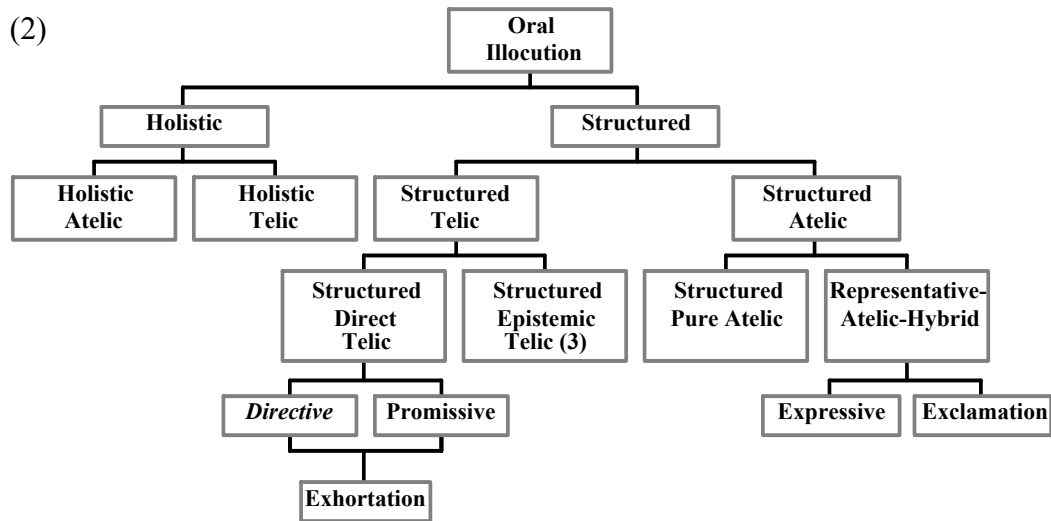 (2)
Oral
Illocution
Holistic
Structured
Holistic
Atelic
Holistic
Telic
Structured
Telic
Structured
Atelic
Structured
Direct
Telic
Structured
Epistemic
Telic (3)
Structured
Pure Atelic
Representative-
Atelic-Hybrid
Directive
Promissive
Expressive
Exclamation
Exhortation